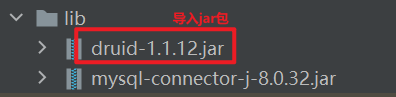 lib
导入jar包
druid-1.1.12.jar
mysql-connector-j-8.0.32.jar